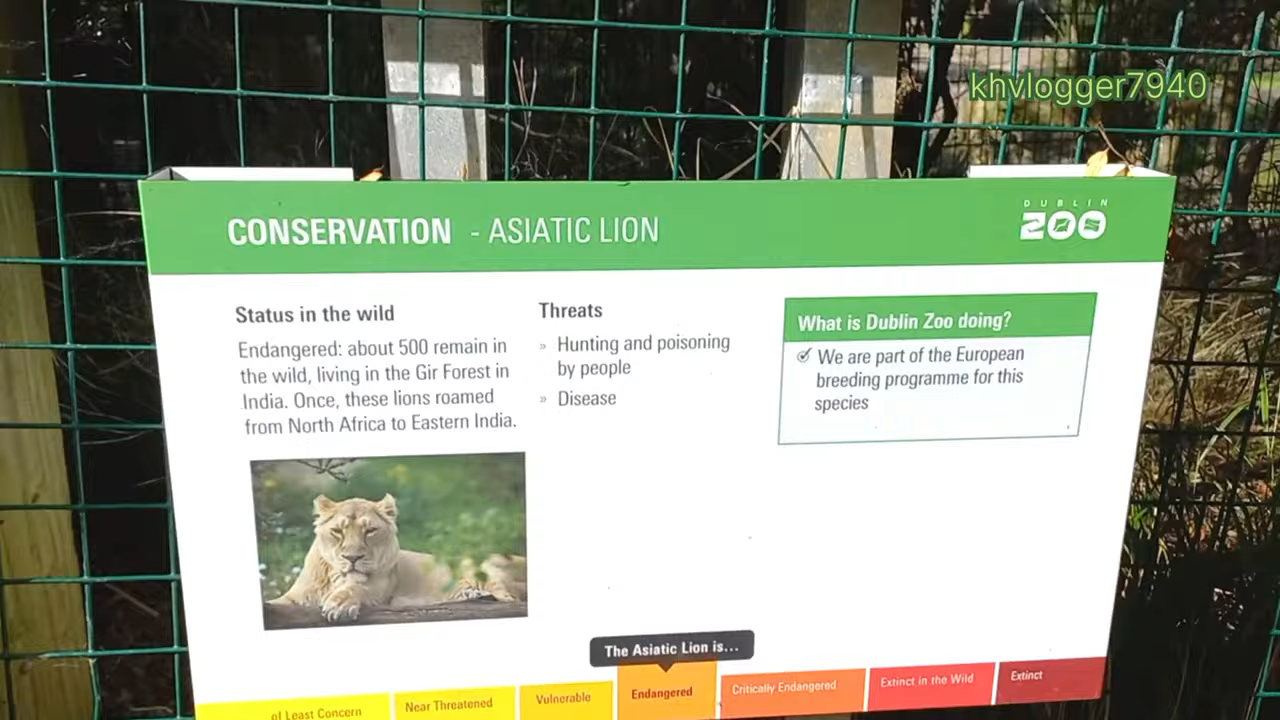 khvlogger7940
CONSERVATION - ASIATIC LION
DUBLIN
ZOO
Status in the wild
Endangered: about 500 remain in
the wild, living in the Gir Forest in
India. Once, these lions roamed
from North Africa to Eastern India.
Threats
» Hunting and poisoning
by people
» Disease
What is Dublin Zoo doing?
We are part of the European
breeding programme for this
species
The Asiatic Lion is...
of Least Concern
Near Threatened
Vulnerable
Endangered
Critically Endangered
Extinct in the Wild
Extinct